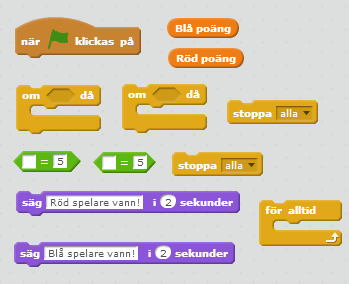 när klickas på
Blå poäng
Röd poäng
om då
om då
stoppa alla
= 5
= 5
stoppa alla
säg Röd spelare vann! i 2 sekunder
för alltid
säg Blå spelare vann! i 2 sekunder